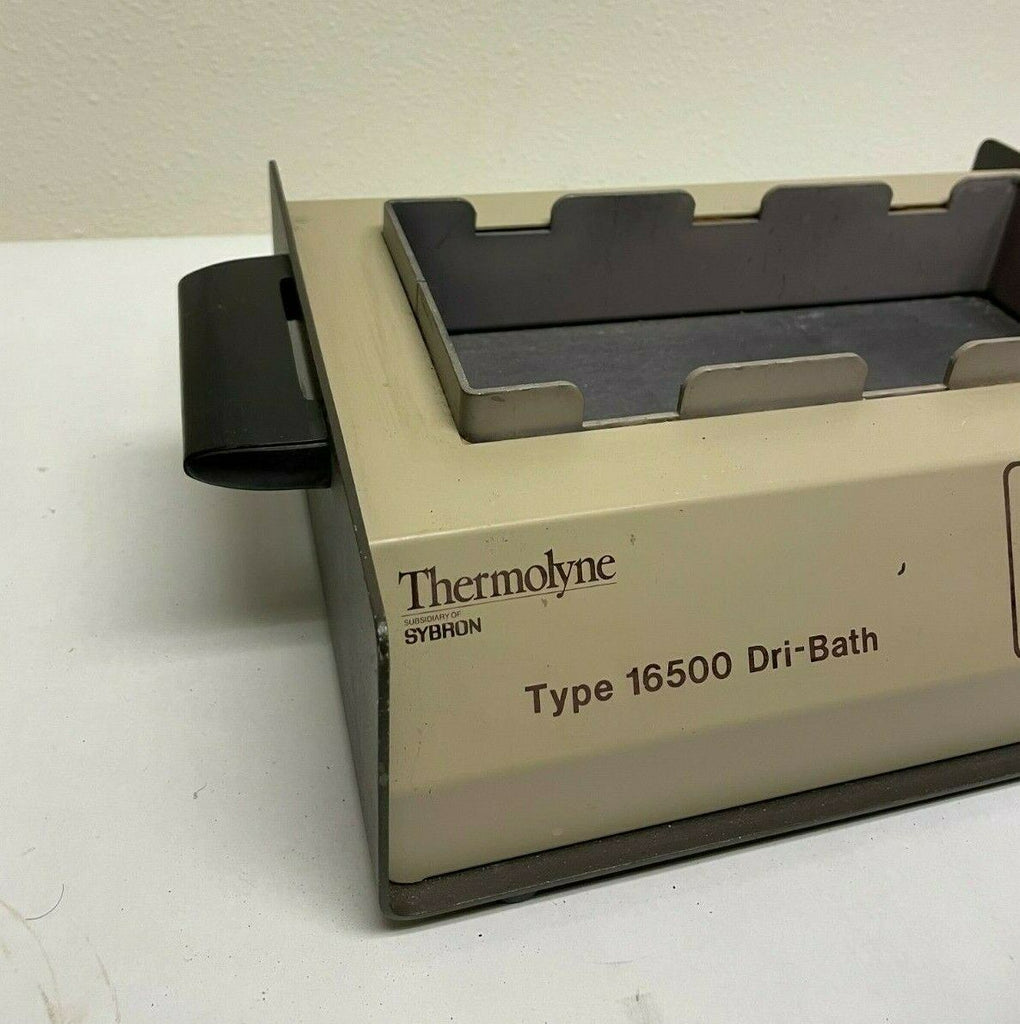 Thermolyne
SUBSIDIARY OF
SYBRON
Type 16500 Dri-Bath